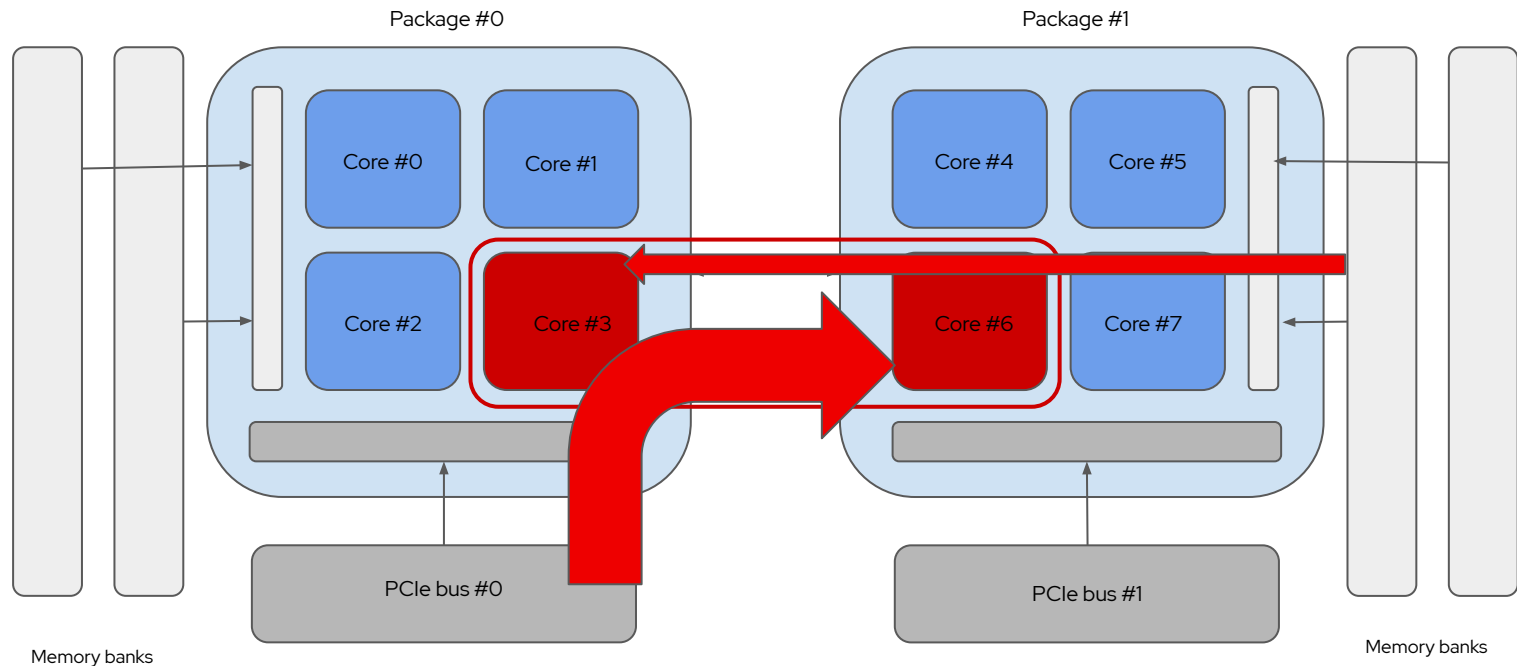 Package #0
Package #1
Core #0
Core #1
Core #4
Core #5
Core #2
Core #3
Core #6
Core #7
PCIe bus #0
PCIe bus #1
Memory banks
Memory banks